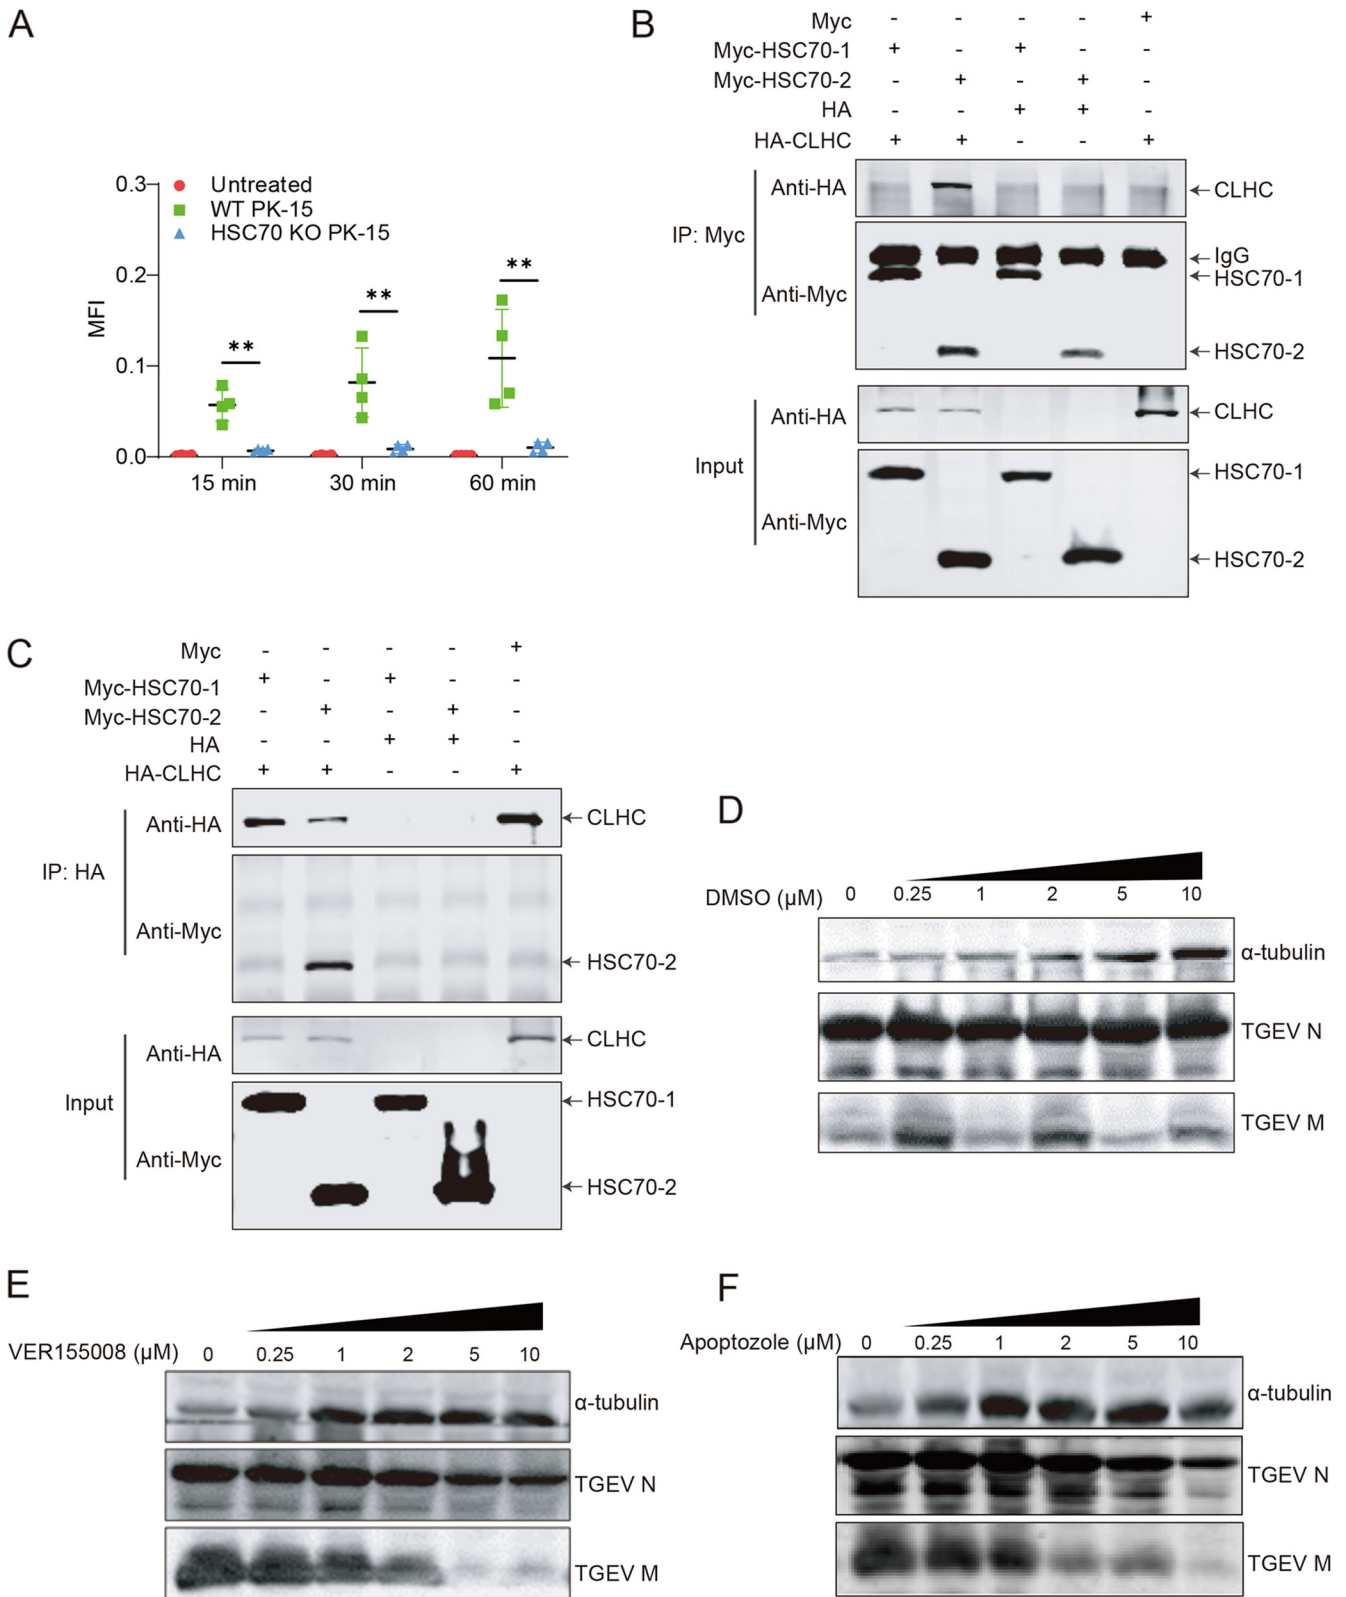 A
0.3
0.2
0.1
0.0
MFI
Untreated
WT PK-15
HSC70 KO PK-15
**
**
**
15 min 30 min 60 min
B
Myc - - - - +
Myc-HSC70-1 + - + - -
Myc-HSC70-2 - + - + -
HA - - + + -
HA-CLHC + + - - +
IP: Myc
Anti-HA ←CLHC
Anti-Myc ←IgG
←HSC70-1
←HSC70-2
Input
Anti-HA ←CLHC
Anti-Myc ←HSC70-1
←HSC70-2
C
Myc - - - - +
Myc-HSC70-1 + - + - -
Myc-HSC70-2 - + - + -
HA - - + + -
HA-CLHC + + - - +
IP: HA
Anti-HA ←CLHC
Anti-Myc ←HSC70-2
Input
Anti-HA ←CLHC
Anti-Myc ←HSC70-1
←HSC70-2
D
DMSO (μM) 0 0.25 1 2 5 10
α-tubulin
TGEV N
TGEV M
E
VER155008 (μM) 0 0.25 1 2 5 10
α-tubulin
TGEV N
TGEV M
F
Apoptozole (μM) 0 0.25 1 2 5 10
α-tubulin
TGEV N
TGEV M